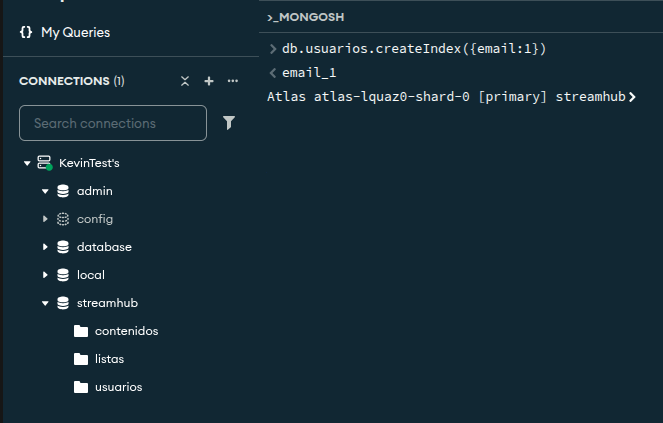 {} My Queries
CONNECTIONS (1)
Search connections
KevinTest's
admin
config
database
local
streamhub
contenidos
listas
usuarios
>_MONGOSH
> db.usuarios.createIndex({email:1})
< email_1
Atlas atlas-lquaz0-shard-0 [primary] streamhub>